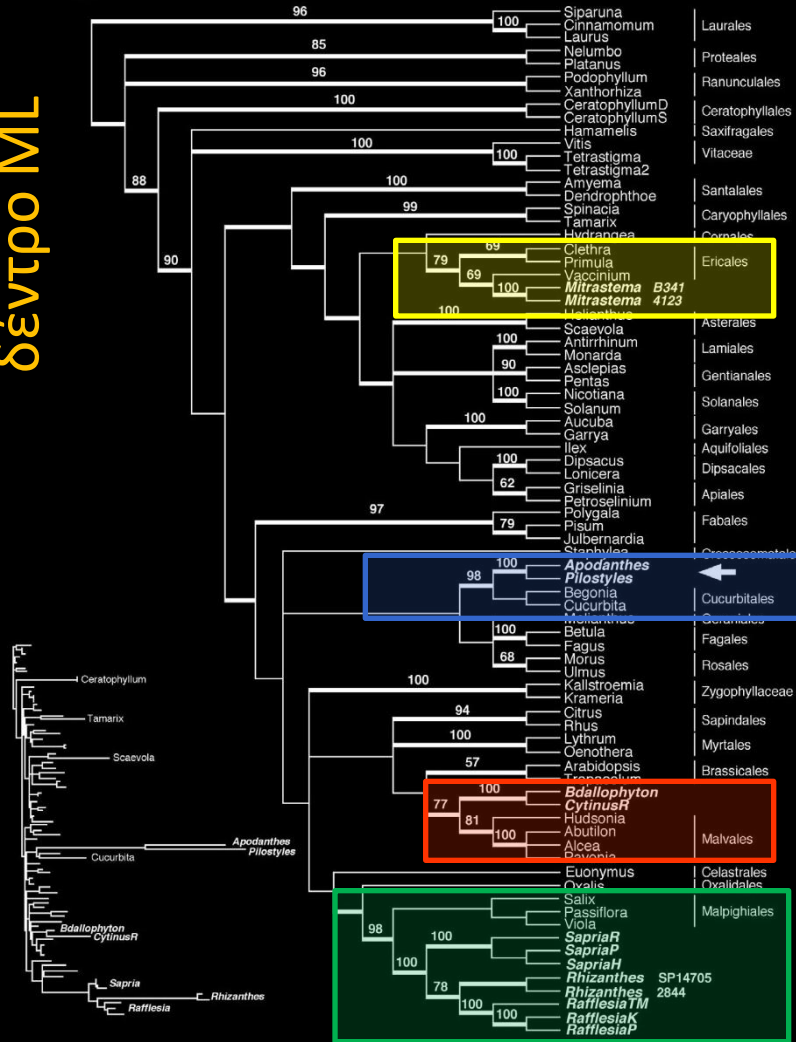 δέντρο ML
96
Siparuna
100
Cinnamomum
Laurus
Laurales
85
Nelumbo
Platanus
Proteales
96
Podophyllum
Xanthorhiza
Ranunculales
100
CeratophyllumD
CeratophyllumS
Ceratophyllales
88
Hamamelis
Saxifragales
100
Vitis
100
Tetrastigma
Tetrastigma2
Vitaceae
90
100
Amyema
Dendrophthoe
Santalales
99
Spinacia
Tamarix
Caryophyllales
Hydrangea
Cornales
69
Clethra
79
Primula
Ericales
69
Vaccinium
100
Mitrastema B341
Mitrastema 4123
100
Helianthus
Scaevola
Asterales
100
Antirrhinum
Monarda
Lamiales
90
Asclepias
Pentas
Gentianales
100
Nicotiana
Solanum
Solanales
100
Aucuba
Garrya
Garryales
Ilex
Aquifoliales
100
Dipsacus
Lonicera
Dipsacales
62
Griselinia
Petroselinium
Apiales
97
Polygala
79
Pisum
Julbernardia
Fabales
Staphylea
100
Apodanthes
98
Pilostyles
Begonia
Cucurbita
Cucurbitales
Melianthus
Geraniales
100
Betula
Fagus
Fagales
68
Morus
Ulmus
Rosales
100
Kallstroemia
Krameria
Zygophyllaceae
94
Citrus
Rhus
Sapindales
100
Lythrum
Oenothera
Myrtales
57
Arabidopsis
Brassicales
100
Bdallophyton
77
CytinusR
81
Hudsonia
100
Abutilon
Alcea
Malvales
Pavonia
Euonymus
Celastrales
Oxalis
Oxalidales
Salix
98
Passiflora
Viola
Malpighiales
100
SapriaR
100
SapriaP
SapriaH
78
Rhizanthes SP14705
Rhizanthes 2844
100
RafflesiaTM
100
RafflesiaK
RafflesiaP
Ceratophyllum
Tamarix
Scaevola
Apodanthes
Pilostyles
Cucurbita
Bdallophyton
CytinusR
Sapria
Rhizanthes
Rafflesia